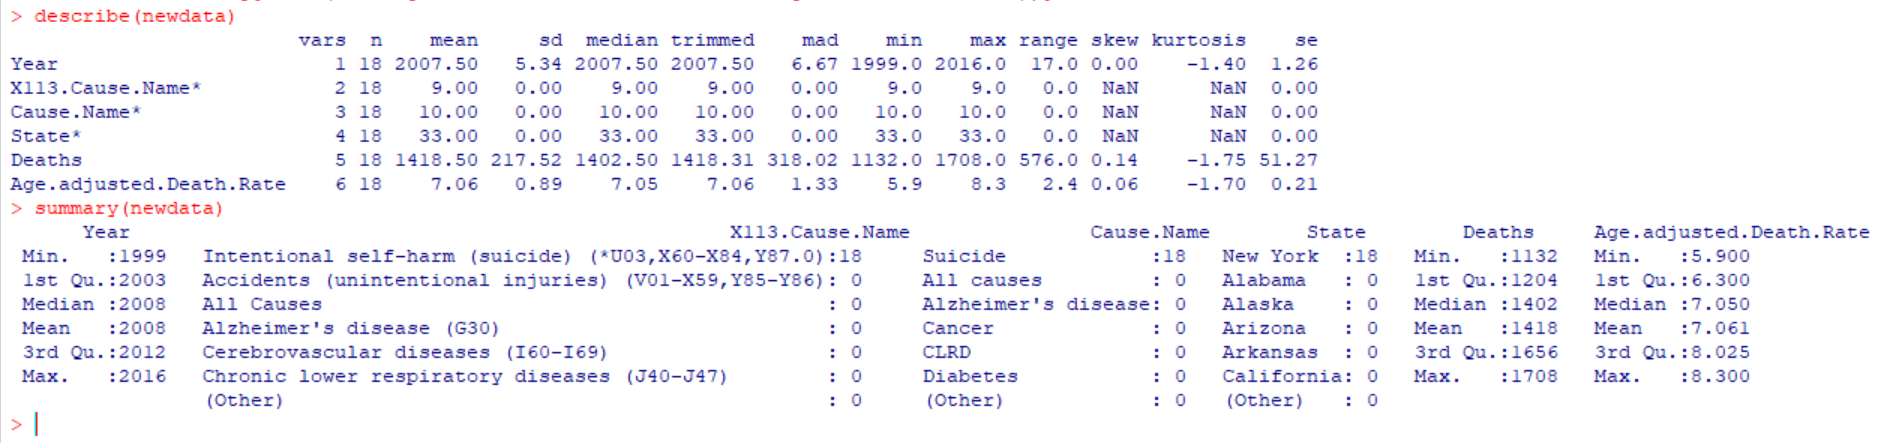 > describe(newdata)
                         vars  n    mean     sd  median trimmed    mad    min    max range skew kurtosis    se
Year                        1 18 2007.50   5.34 2007.50 2007.50   6.67 1999.0 2016.0  17.0 0.00    -1.40  1.26
X113.Cause.Name*            2 18    9.00   0.00    9.00    9.00   0.00    9.0    9.0   0.0  NaN      NaN  0.00
Cause.Name*                 3 18   10.00   0.00   10.00   10.00   0.00   10.0   10.0   0.0  NaN      NaN  0.00
State*                      4 18   33.00   0.00   33.00   33.00   0.00   33.0   33.0   0.0  NaN      NaN  0.00
Deaths                      5 18 1418.50 217.52 1402.50 1418.31 318.02 1132.0 1708.0 576.0 0.14    -1.75 51.27
Age.adjusted.Death.Rate     6 18    7.06   0.89    7.05    7.06   1.33    5.9    8.3   2.4 0.06    -1.70  0.21
> summary(newdata)
      Year                                              X113.Cause.Name               Cause.Name        State        Deaths     Age.adjusted.Death.Rate
 Min.   :1999   Intentional self-harm (suicide) (*U03,X60-X84,Y87.0):18   Suicide            :18   New York  :18   Min.   :1132   Min.   :5.900
 1st Qu.:2003   Accidents (unintentional injuries) (V01-X59,Y85-Y86): 0   All causes         : 0   Alabama   : 0   1st Qu.:1204   1st Qu.:6.300
 Median :2008   All Causes                                          : 0   Alzheimer's disease: 0   Alaska    : 0   Median :1402   Median :7.050
 Mean   :2008   Alzheimer's disease (G30)                           : 0   Cancer             : 0   Arizona   : 0   Mean   :1418   Mean   :7.061
 3rd Qu.:2012   Cerebrovascular diseases (I60-I69)                  : 0   CLRD               : 0   Arkansas  : 0   3rd Qu.:1656   3rd Qu.:8.025
 Max.   :2016   Chronic lower respiratory diseases (J40-J47)        : 0   Diabetes           : 0   California: 0   Max.   :1708   Max.   :8.300
                (Other)                                             : 0   (Other)            : 0   (Other)   : 0
>